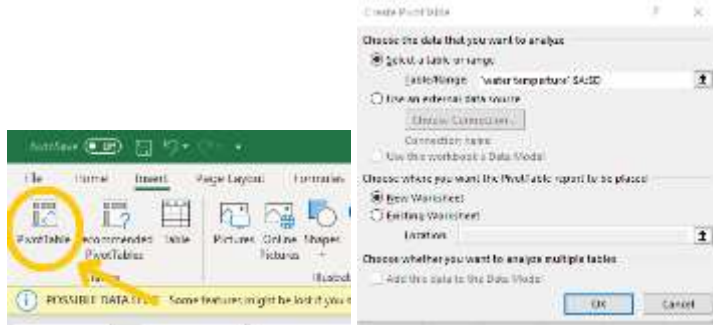 AutoSave Off
File Home Insert Page Layout Formulas
PivotTable Recommended PivotTables Table Pictures Online Pictures Shapes
Tables
POSSIBLE DATA Some features might be lost if you
Create PivotTable ? ×
Choose the data that you want to analyze
Select a table or range
Table/Range: $A:$D
Use an external data source
Choose Connection...
Connection name:
Use this workbook's Data Model
Choose where you want the PivotTable report to be placed
New Worksheet
Existing Worksheet
Location:
Choose whether you want to analyze multiple tables
Add this data to the Data Model
OK Cancel